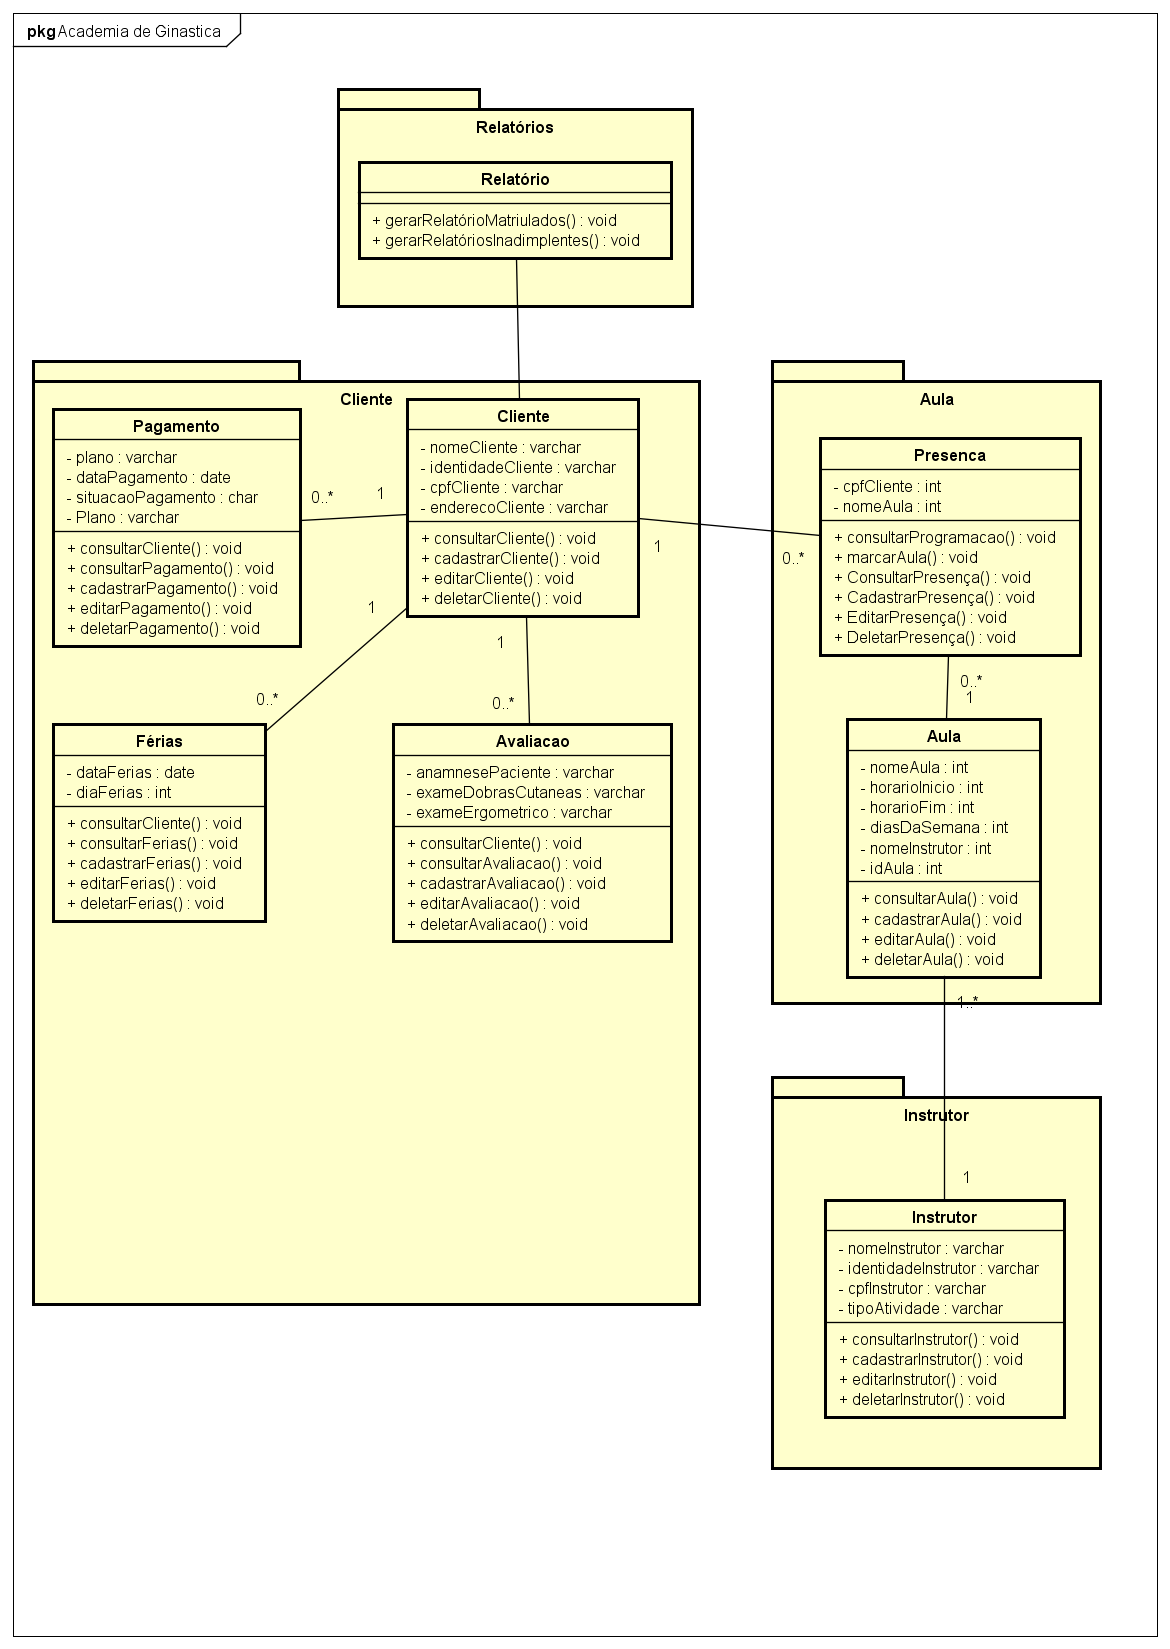 pkg Academia de Ginastica
Relatórios
Relatório
+ gerarRelatórioMatriulados() : void
+ gerarRelatóriosInadimplentes() : void
Cliente
Pagamento
- plano : varchar
- dataPagamento : date
- situacaoPagamento : char
- Plano : varchar
+ consultarCliente() : void
+ consultarPagamento() : void
+ cadastrarPagamento() : void
+ editarPagamento() : void
+ deletarPagamento() : void
0..*
1
Cliente
- nomeCliente : varchar
- identidadeCliente : varchar
- cpfCliente : varchar
- enderecoCliente : varchar
+ consultarCliente() : void
+ cadastrarCliente() : void
+ editarCliente() : void
+ deletarCliente() : void
1
0..*
1
0..*
1
0..*
Férias
- dataFerias : date
- diaFerias : int
+ consultarCliente() : void
+ consultarFerias() : void
+ cadastrarFerias() : void
+ editarFerias() : void
+ deletarFerias() : void
Avaliacao
- anamnesePaciente : varchar
- exameDobrasCutaneas : varchar
- exameErgometrico : varchar
+ consultarCliente() : void
+ consultarAvaliacao() : void
+ cadastrarAvaliacao() : void
+ editarAvaliacao() : void
+ deletarAvaliacao() : void
Aula
Presenca
- cpfCliente : int
- nomeAula : int
+ consultarProgramacao() : void
+ marcarAula() : void
+ ConsultarPresença() : void
+ CadastrarPresença() : void
+ EditarPresença() : void
+ DeletarPresença() : void
0..*
1
Aula
- nomeAula : int
- horarioInicio : int
- horarioFim : int
- diasDaSemana : int
- nomeInstrutor : int
- idAula : int
+ consultarAula() : void
+ cadastrarAula() : void
+ editarAula() : void
+ deletarAula() : void
1..*
Instrutor
1
Instrutor
- nomeInstrutor : varchar
- identidadeInstrutor : varchar
- cpfInstrutor : varchar
- tipoAtividade : varchar
+ consultarInstrutor() : void
+ cadastrarInstrutor() : void
+ editarInstrutor() : void
+ deletarInstrutor() : void